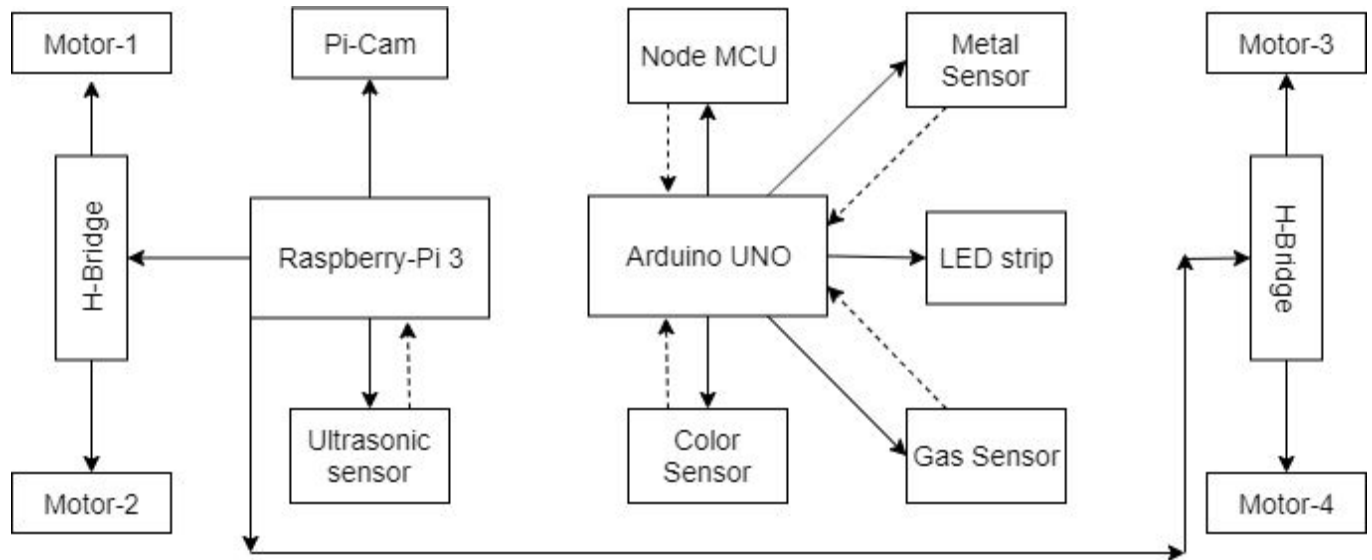 Motor-1
Pi-Cam
Node MCU
Metal
Sensor
Motor-3
H-Bridge
Raspberry-Pi 3
Arduino UNO
LED strip
H-Bridge
Ultrasonic
sensor
Color
Sensor
Gas Sensor
Motor-2
Motor-4